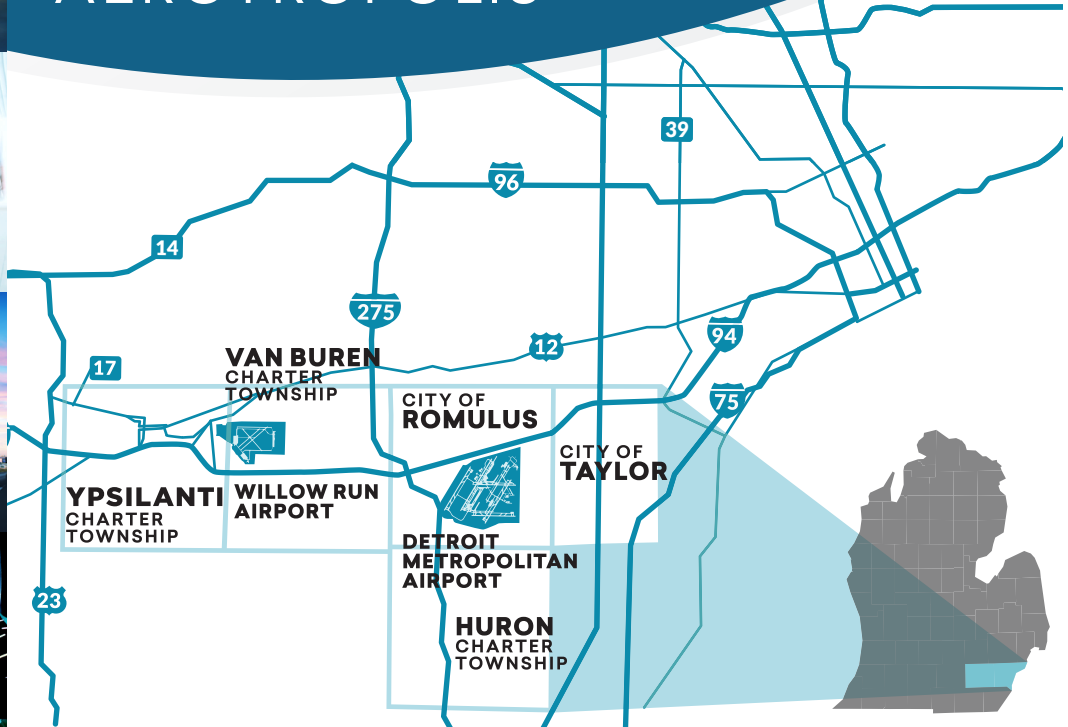 AEROTROPOLIS
39
96
14
275
12
94
17
VAN BUREN
CHARTER
TOWNSHIP
75
CITY OF
ROMULUS
CITY OF
TAYLOR
YPSILANTI
CHARTER
TOWNSHIP
WILLOW RUN
AIRPORT
DETROIT
METROPOLITAN
AIRPORT
23
HURON
CHARTER
TOWNSHIP